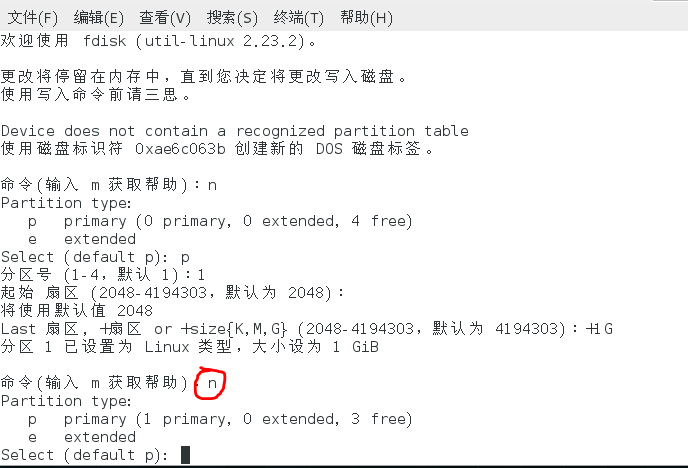 文件(F) 编辑(E) 查看(V) 搜索(S) 终端(T) 帮助(H)
欢迎使用 fdisk (util-linux 2.23.2)。
更改将停留在内存中，直到您决定将更改写入磁盘。
使用写入命令前请三思。
Device does not contain a recognized partition table
使用磁盘标识符 0xae6c063b 创建新的 DOS 磁盘标签。
命令(输入 m 获取帮助)：n
Partition type:
p primary (0 primary, 0 extended, 4 free)
e extended
Select (default p): p
分区号 (1-4，默认 1)：1
起始 扇区 (2048-4194303，默认为 2048)：
将使用默认值 2048
Last 扇区, +扇区 or +size{K,M,G} (2048-4194303，默认为 4194303)：+1G
分区 1 已设置为 Linux 类型，大小设为 1 GiB
命令(输入 m 获取帮助)：n
Partition type:
p primary (1 primary, 0 extended, 3 free)
e extended
Select (default p):